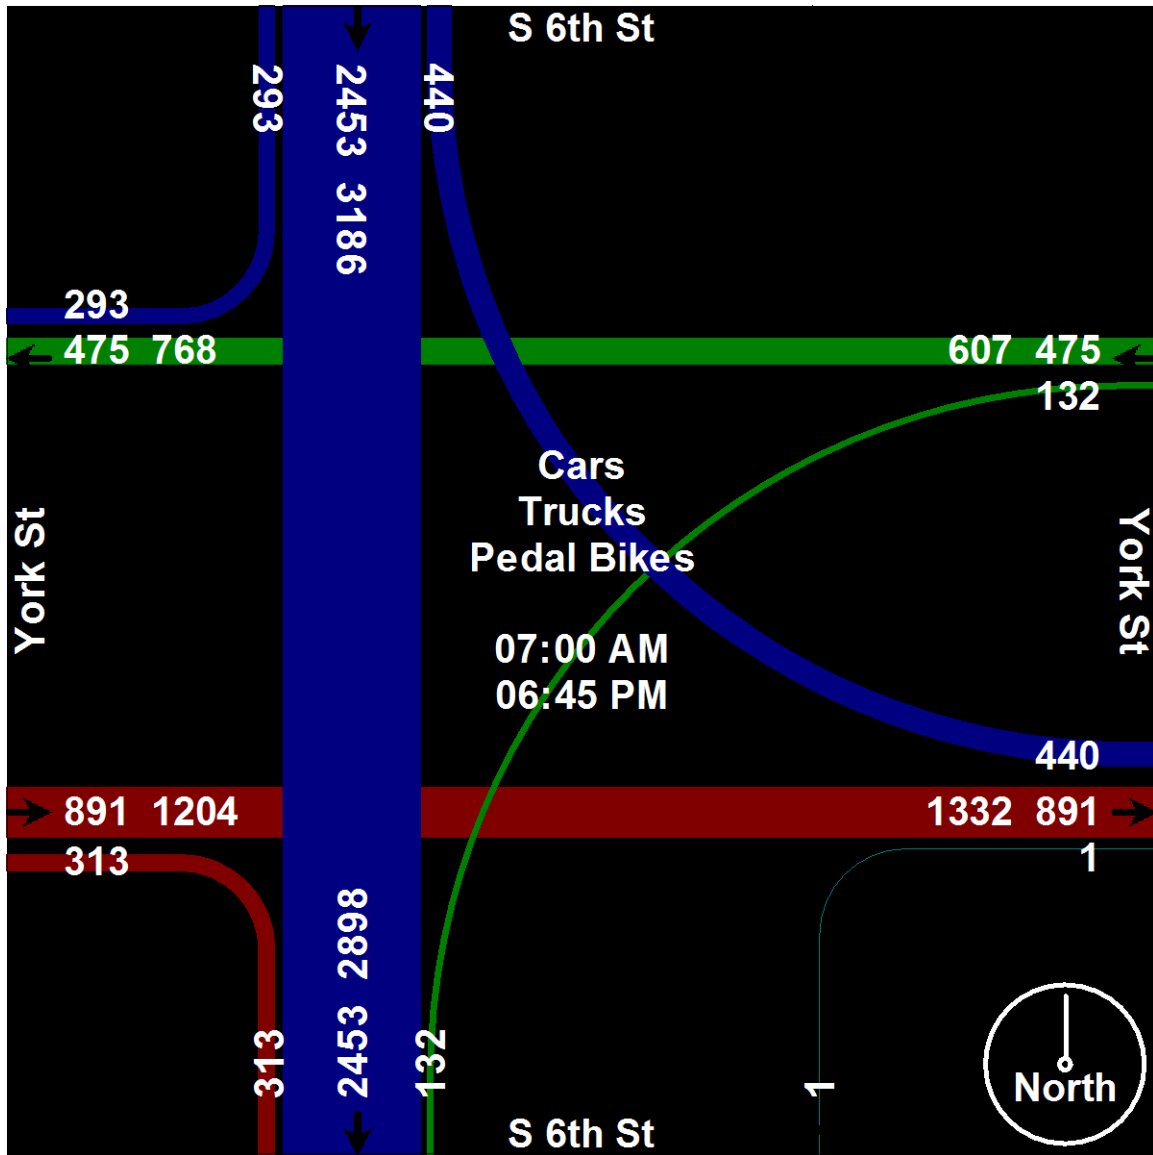 S 6th St
293
2453 3186
440
293
475 768
607 475
132
Cars
Trucks
Pedal Bikes
York St
York St
07:00 AM
06:45 PM
440
891 1204
1332 891
313
1
313
2453 2898
132
1
North
S 6th St